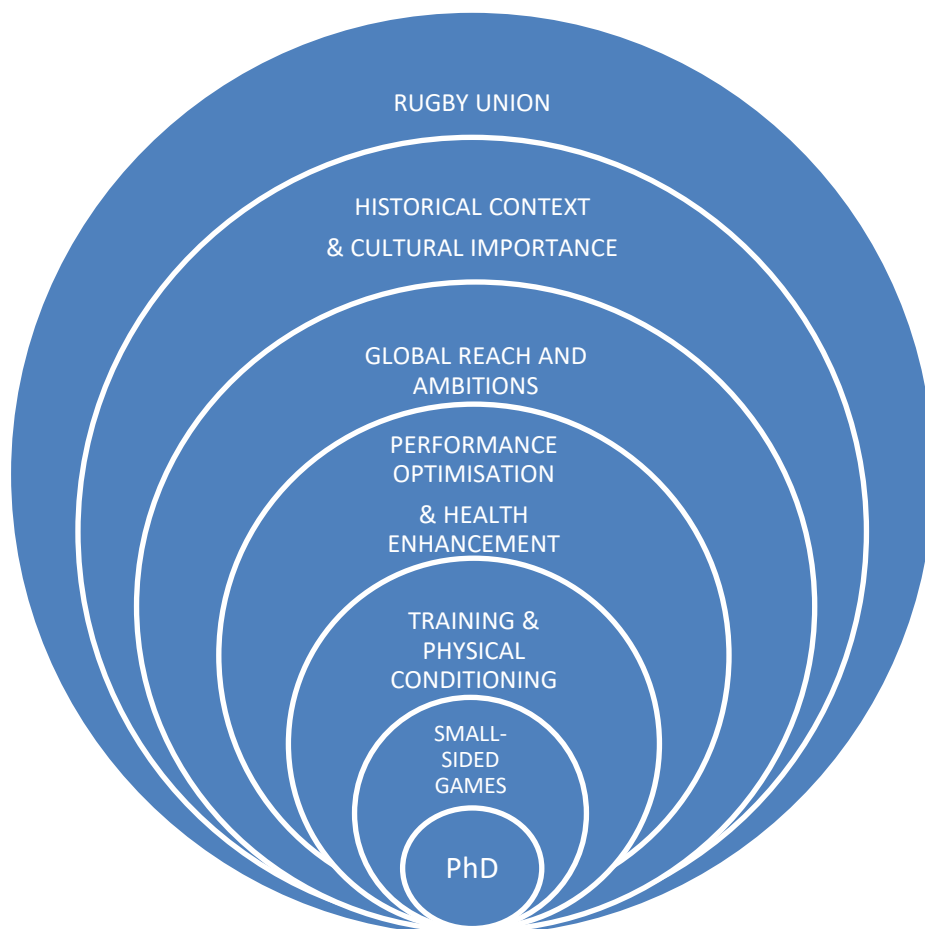 RUGBY UNION
HISTORICAL CONTEXT
& CULTURAL IMPORTANCE
GLOBAL REACH AND
AMBITIONS
PERFORMANCE
OPTIMISATION
& HEALTH
ENHANCEMENT
TRAINING &
PHYSICAL
CONDITIONING
SMALL-
SIDED
GAMES
PhD